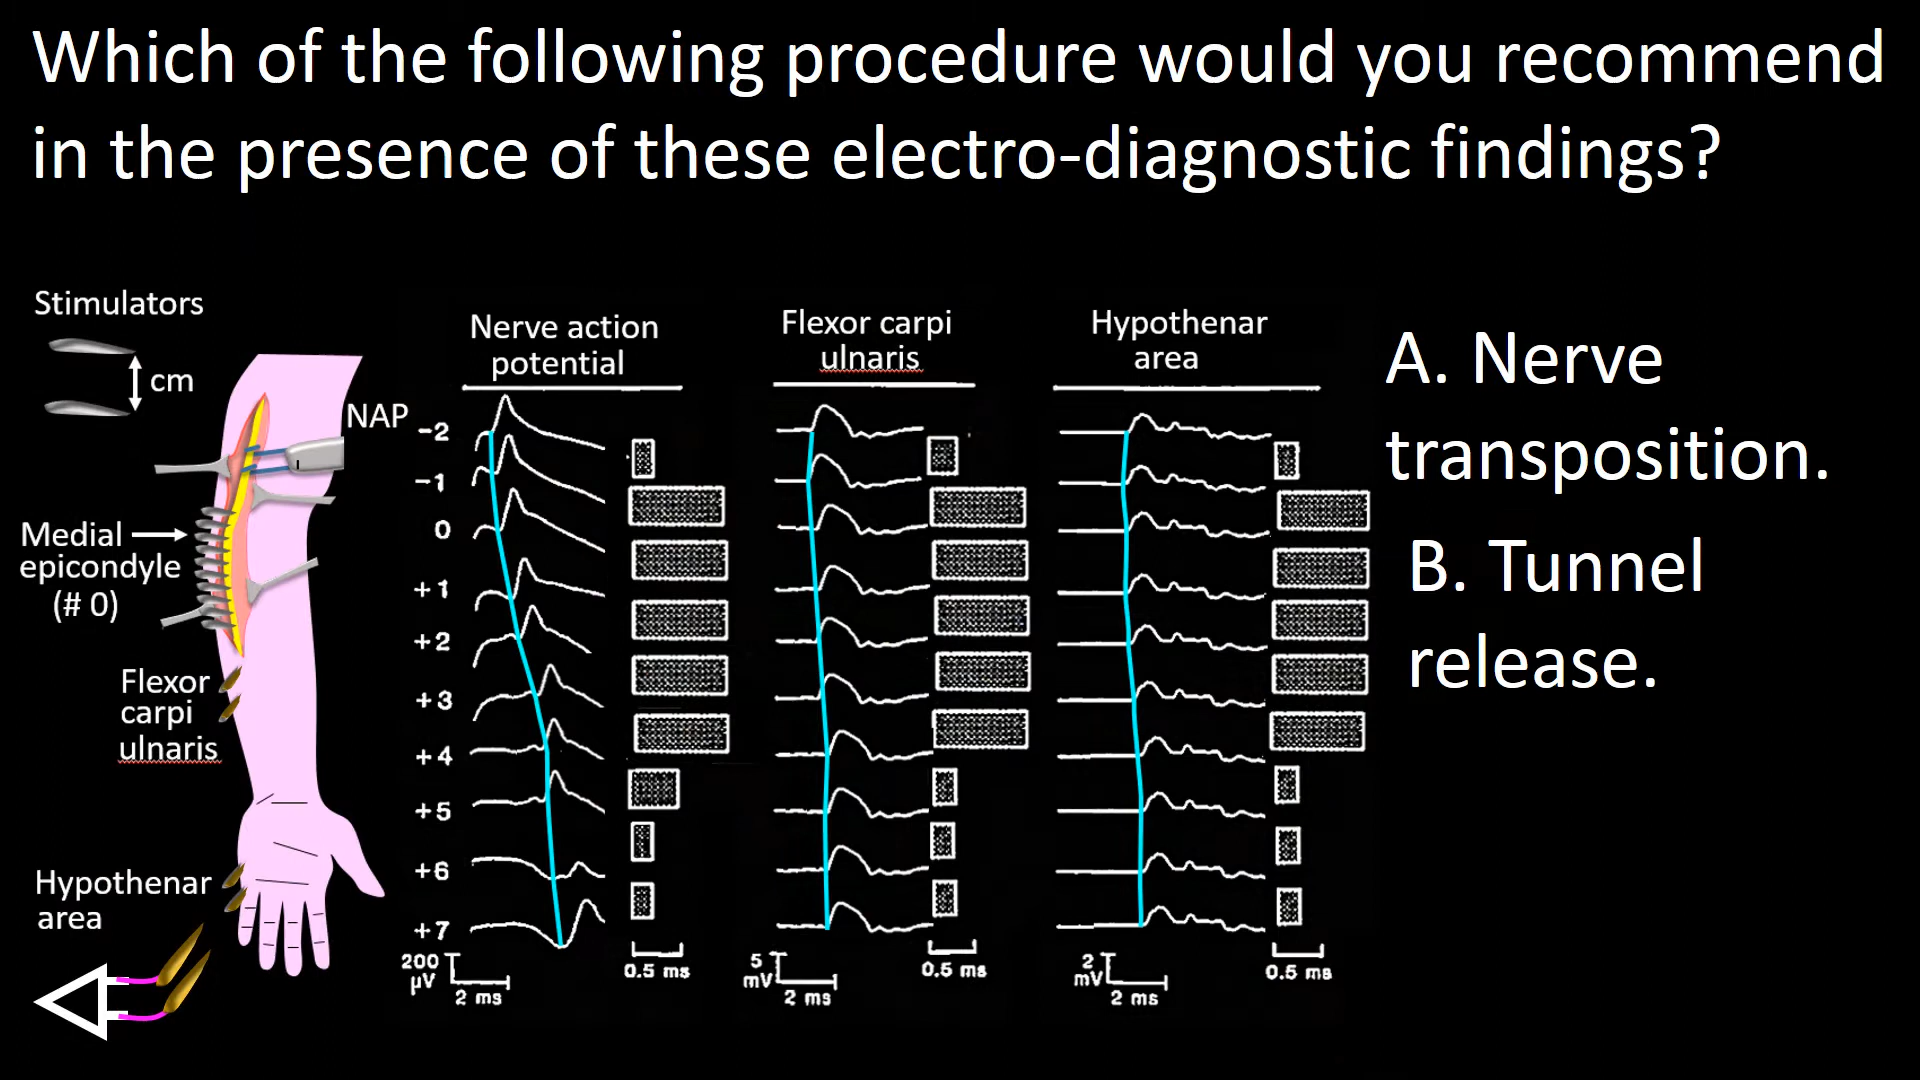 Which of the following procedure would you recommend
in the presence of these electro-diagnostic findings?
Stimulators
cm
NAP
Medial
epicondyle
(# 0)
Flexor
carpi
ulnaris
Hypothenar
area
Nerve action
potential
Flexor carpi
ulnaris
Hypothenar
area
−2
−1
0
+1
+2
+3
+4
+5
+6
+7
200
μV
2 ms
0.5 ms
5
mV
2 ms
0.5 ms
2
mV
2 ms
0.5 ms
A. Nerve
transposition.
B. Tunnel
release.